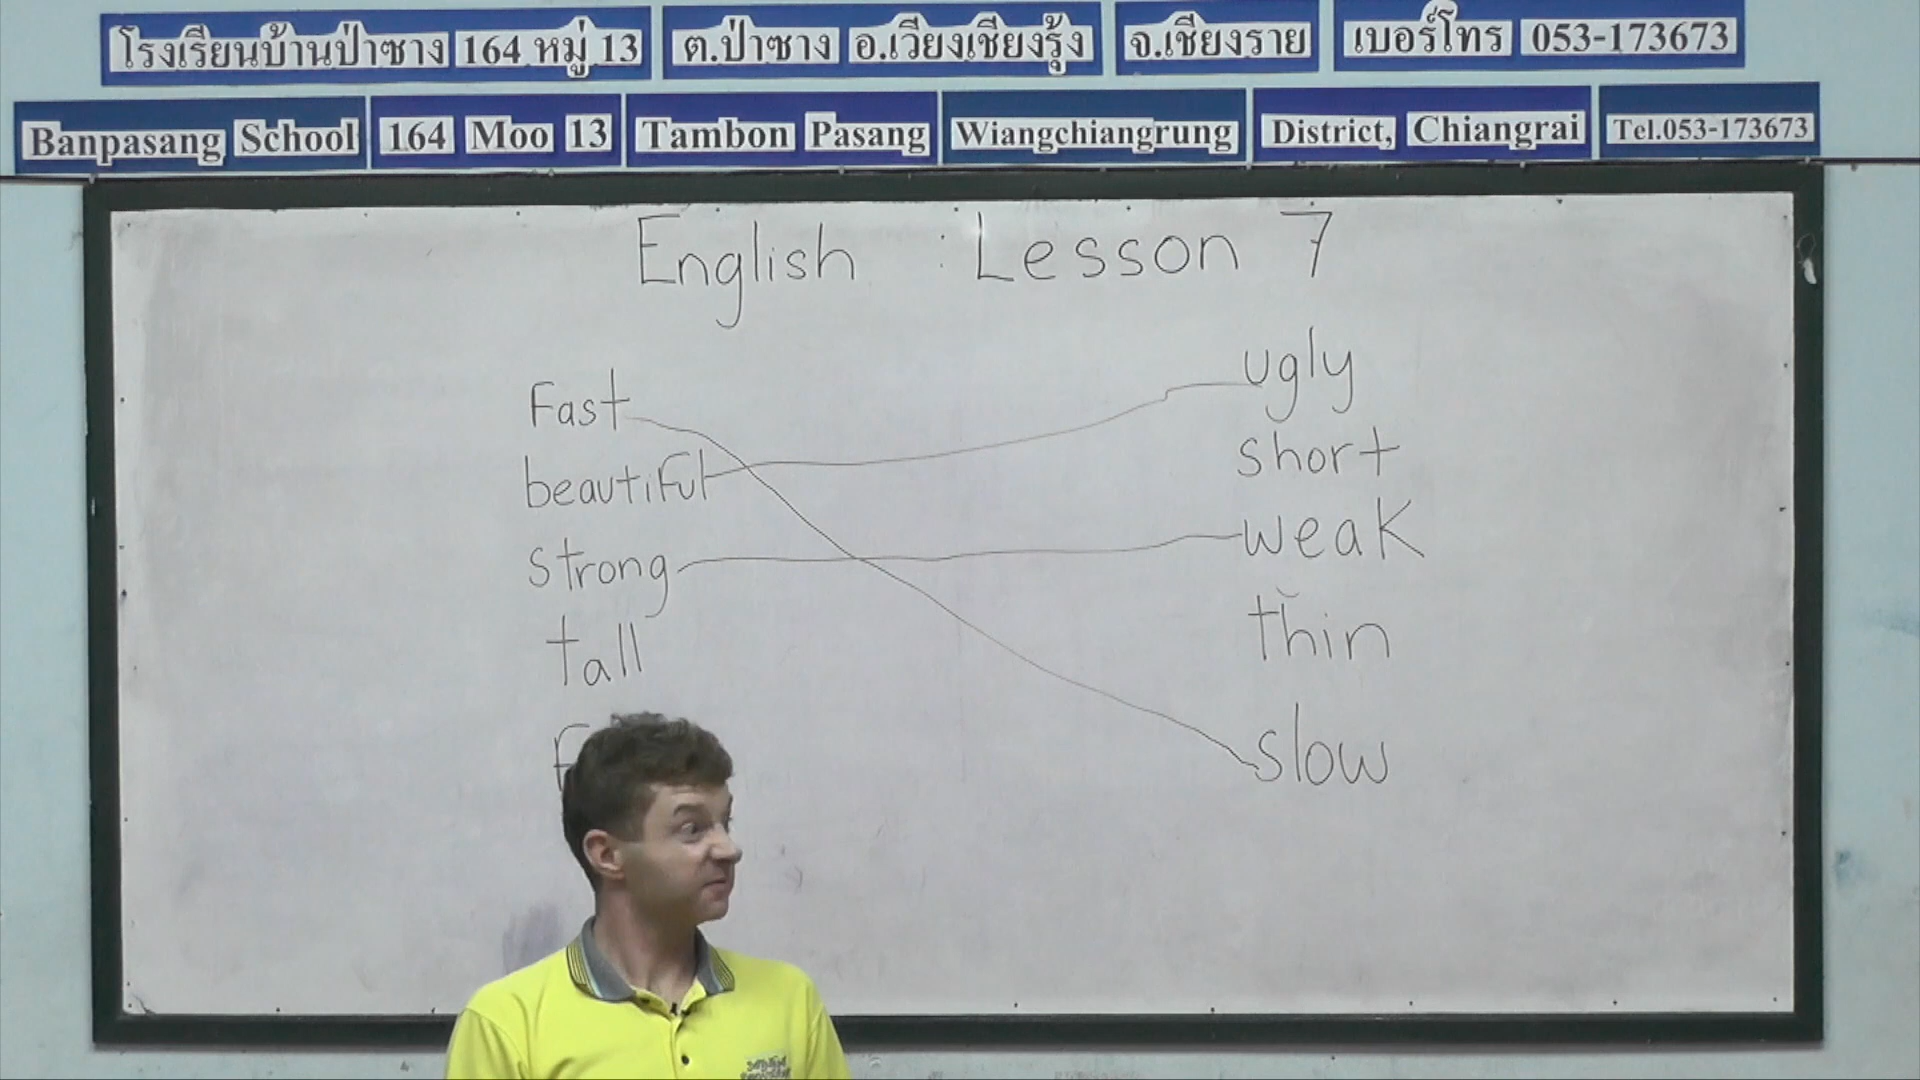 โรงเรียนบ้านป่าซาง 164 หมู่ 13 ต.ป่าซาง อ.เวียงเชียงรุ้ง จ.เชียงราย เบอร์โทร 053-173673
Banpasang School 164 Moo 13 Tambon Pasang Wiangchiangrung District, Chiangrai Tel.053-173673
English : Lesson 7
Fast ugly
beautiful short
strong weak
tall thin
slow